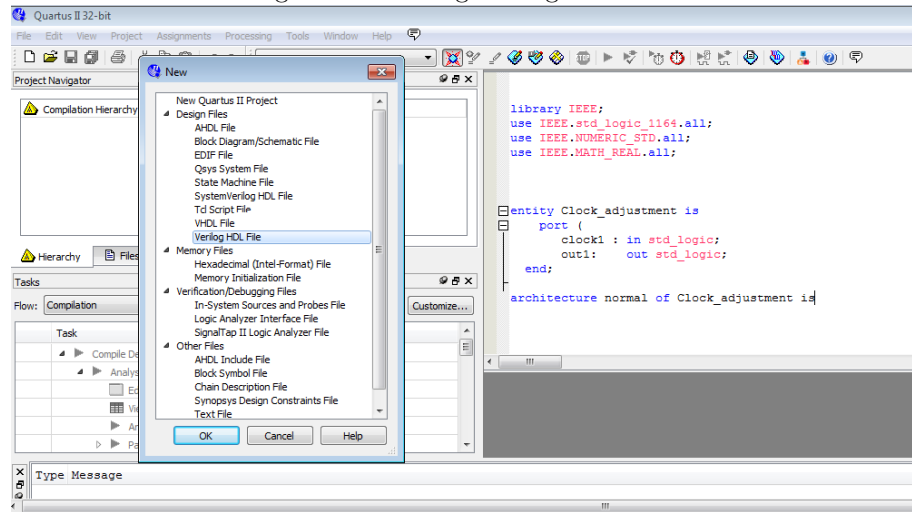 Quartus II 32-bit
File Edit View Project Assignments Processing Tools Window Help
Project Navigator
Compilation Hierarchy
Hierarchy Files
Tasks
Flow: Compilation Customize...
Task
Compile De
Analys
Ed
Vie
An
Pa
New
New Quartus II Project
Design Files
AHDL File
Block Diagram/Schematic File
EDIF File
Qsys System File
State Machine File
SystemVerilog HDL File
Tcl Script File
VHDL File
Verilog HDL File
Memory Files
Hexadecimal (Intel-Format) File
Memory Initialization File
Verification/Debugging Files
In-System Sources and Probes File
Logic Analyzer Interface File
SignalTap II Logic Analyzer File
Other Files
AHDL Include File
Block Symbol File
Chain Description File
Synopsys Design Constraints File
Text File
OK Cancel Help
library IEEE;
use IEEE.std_logic_1164.all;
use IEEE.NUMERIC_STD.all;
use IEEE.MATH_REAL.all;
entity Clock_adjustment is
port (
clock1 : in std_logic;
out1: out std_logic;
end;
architecture normal of Clock_adjustment is
Type Message